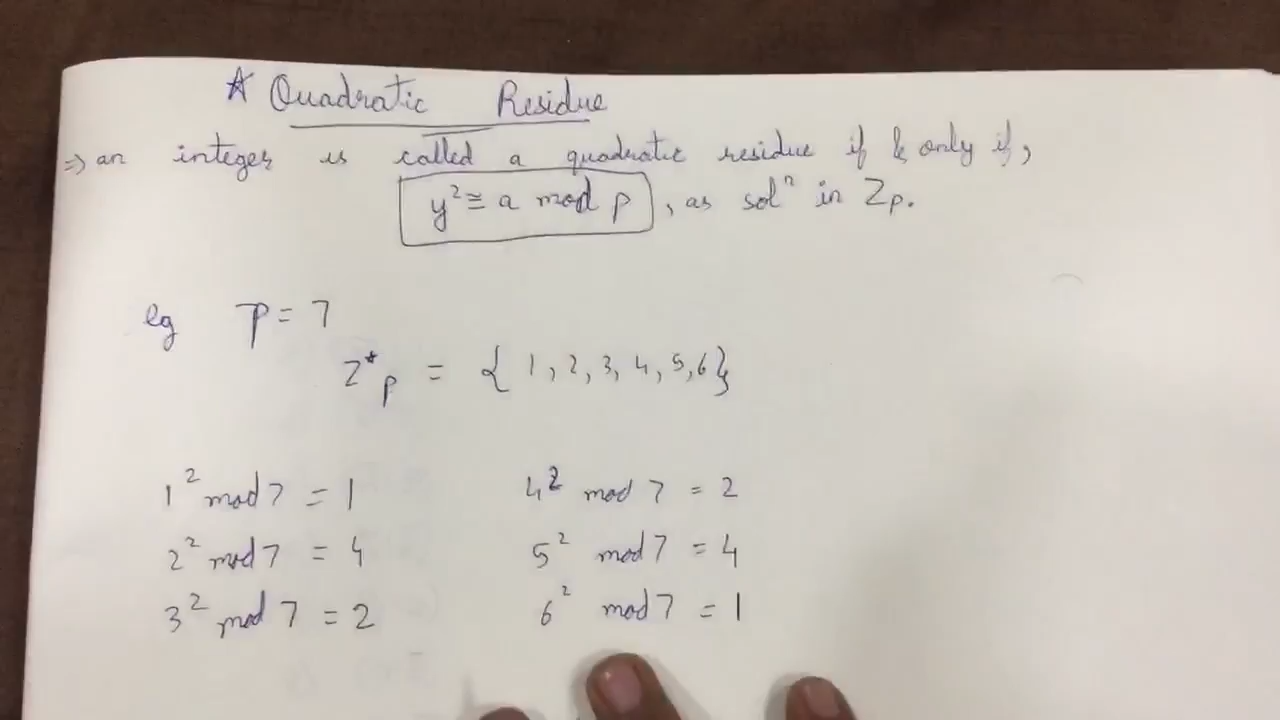 ☆ Quadratic Residue
⇒ an integer is called a quadratic residue if & only if,
y² ≅ a mod p , as solⁿ in Zp.
eg p = 7
Z*p = { 1, 2, 3, 4, 5, 6}
1² mod 7 = 1
2² mod 7 = 4
3² mod 7 = 2
4² mod 7 = 2
5² mod 7 = 4
6² mod 7 = 1